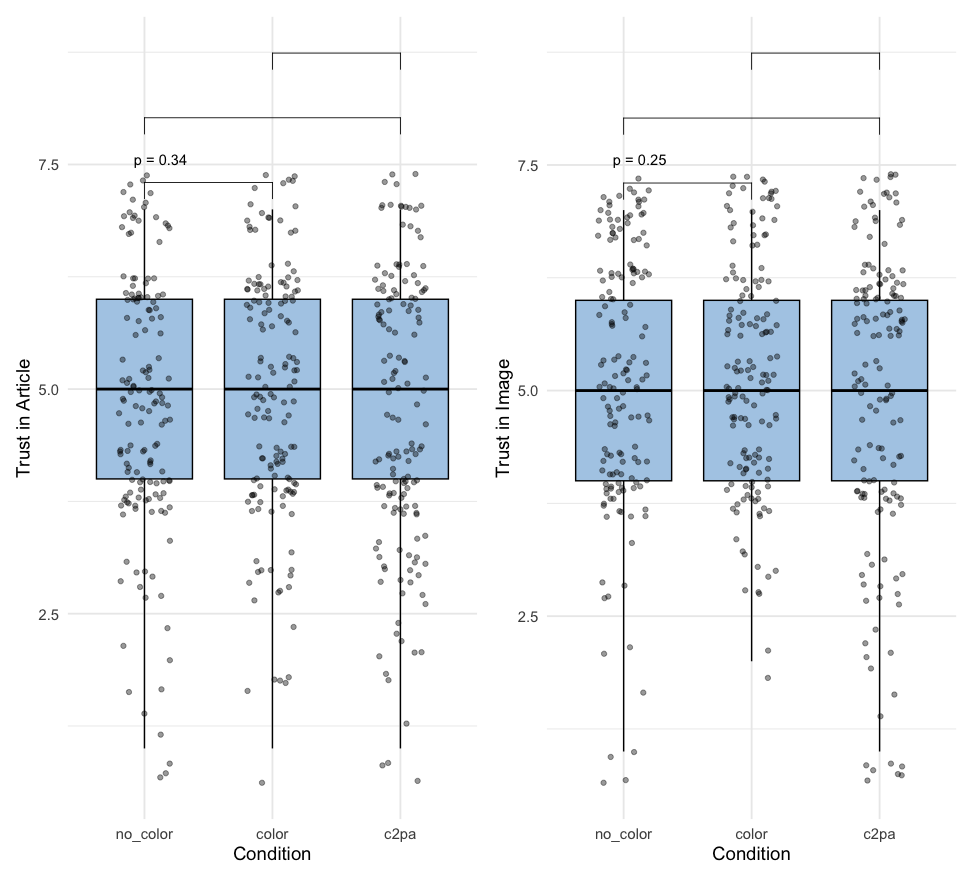 Trust in Article
7.5
5.0
2.5
p = 0.34
no_color
color
c2pa
Condition
Trust in Image
7.5
5.0
2.5
p = 0.25
no_color
color
c2pa
Condition